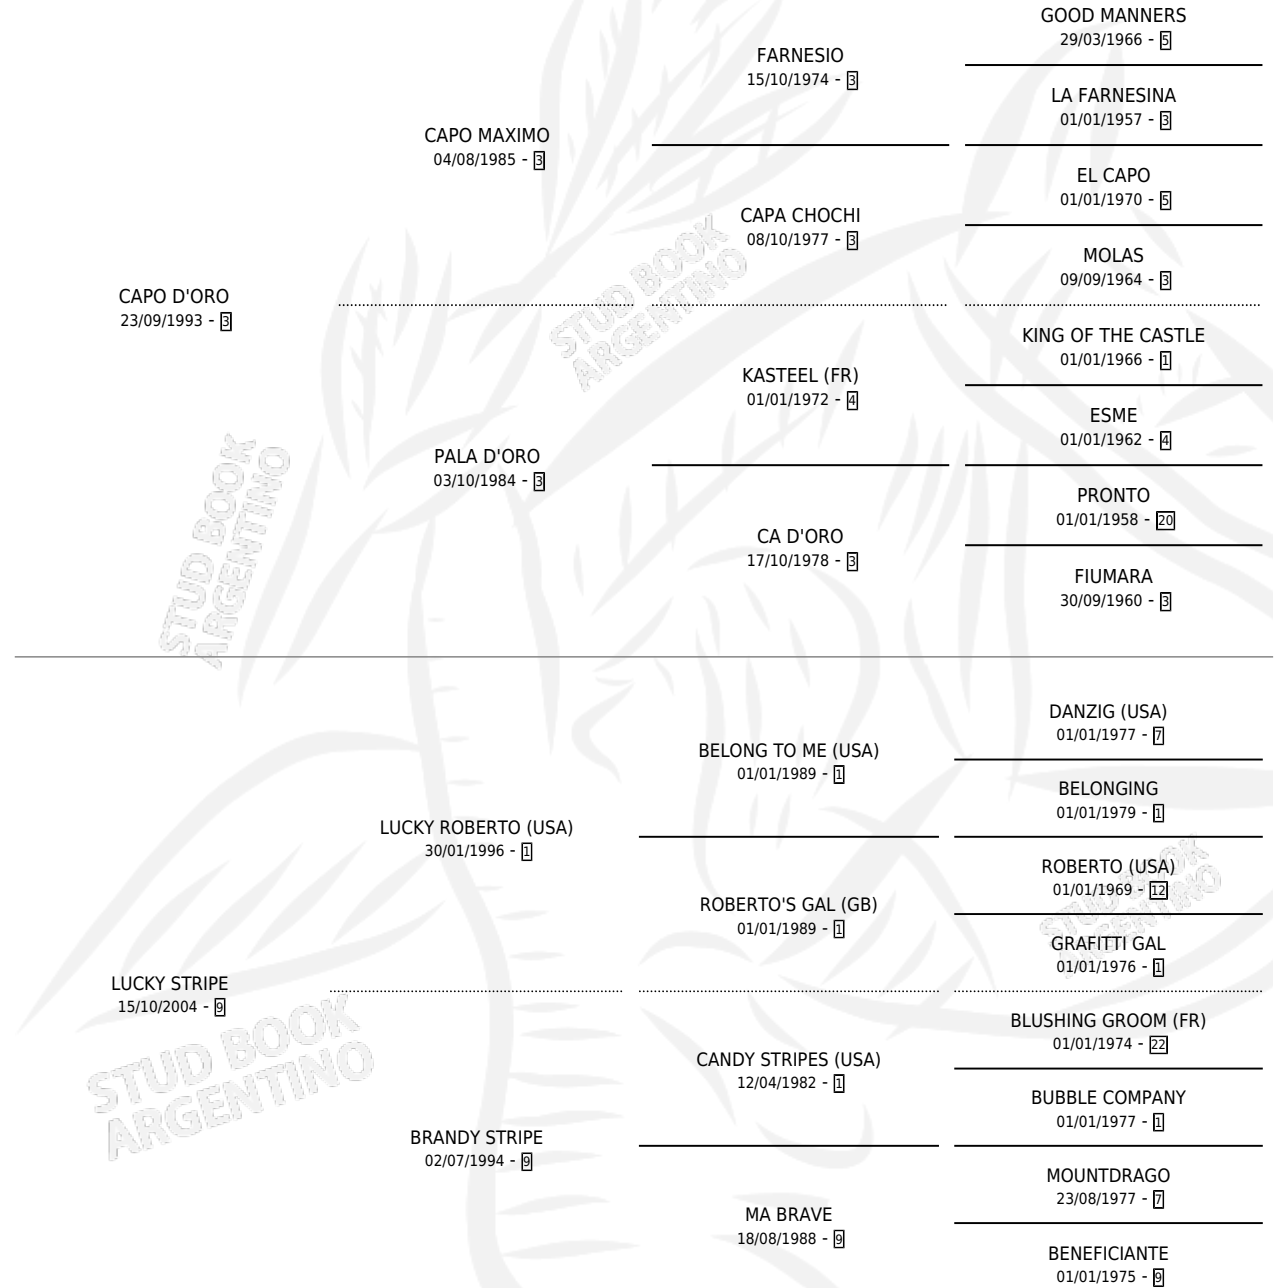 GOOD MANNERS
29/03/1966 - 5
FARNESIO
15/10/1974 - 3
LA FARNESINA
01/01/1957 - 3
CAPO MAXIMO
04/08/1985 - 3
EL CAPO
01/01/1970 - 5
CAPA CHOCHI
08/10/1977 - 3
MOLAS
09/09/1964 - 3
CAPO D'ORO
23/09/1993 - 3
STUD BOOK
ARGENTINO
KING OF THE CASTLE
01/01/1966 - 1
KASTEEL (FR)
01/01/1972 - 4
ESME
01/01/1962 - 4
PALA D'ORO
03/10/1984 - 3
PRONTO
01/01/1958 - 20
CA D'ORO
17/10/1978 - 3
FIUMARA
30/09/1960 - 3
STUD BOOK
ARGENTINO
DANZIG (USA)
01/01/1977 - 7
BELONG TO ME (USA)
01/01/1989 - 1
BELONGING
01/01/1979 - 1
LUCKY ROBERTO (USA)
30/01/1996 - 1
ROBERTO (USA)
01/01/1969 - 12
ROBERTO'S GAL (GB)
01/01/1989 - 1
STUD BOOK
ARGENTINO
GRAFITTI GAL
01/01/1976 - 1
LUCKY STRIPE
15/10/2004 - 9
STUD BOOK
ARGENTINO
BLUSHING GROOM (FR)
01/01/1974 - 22
CANDY STRIPES (USA)
12/04/1982 - 1
BUBBLE COMPANY
01/01/1977 - 1
BRANDY STRIPE
02/07/1994 - 9
MOUNTDRAGO
23/08/1977 - 7
MA BRAVE
18/08/1988 - 9
BENEFICIANTE
01/01/1975 - 9